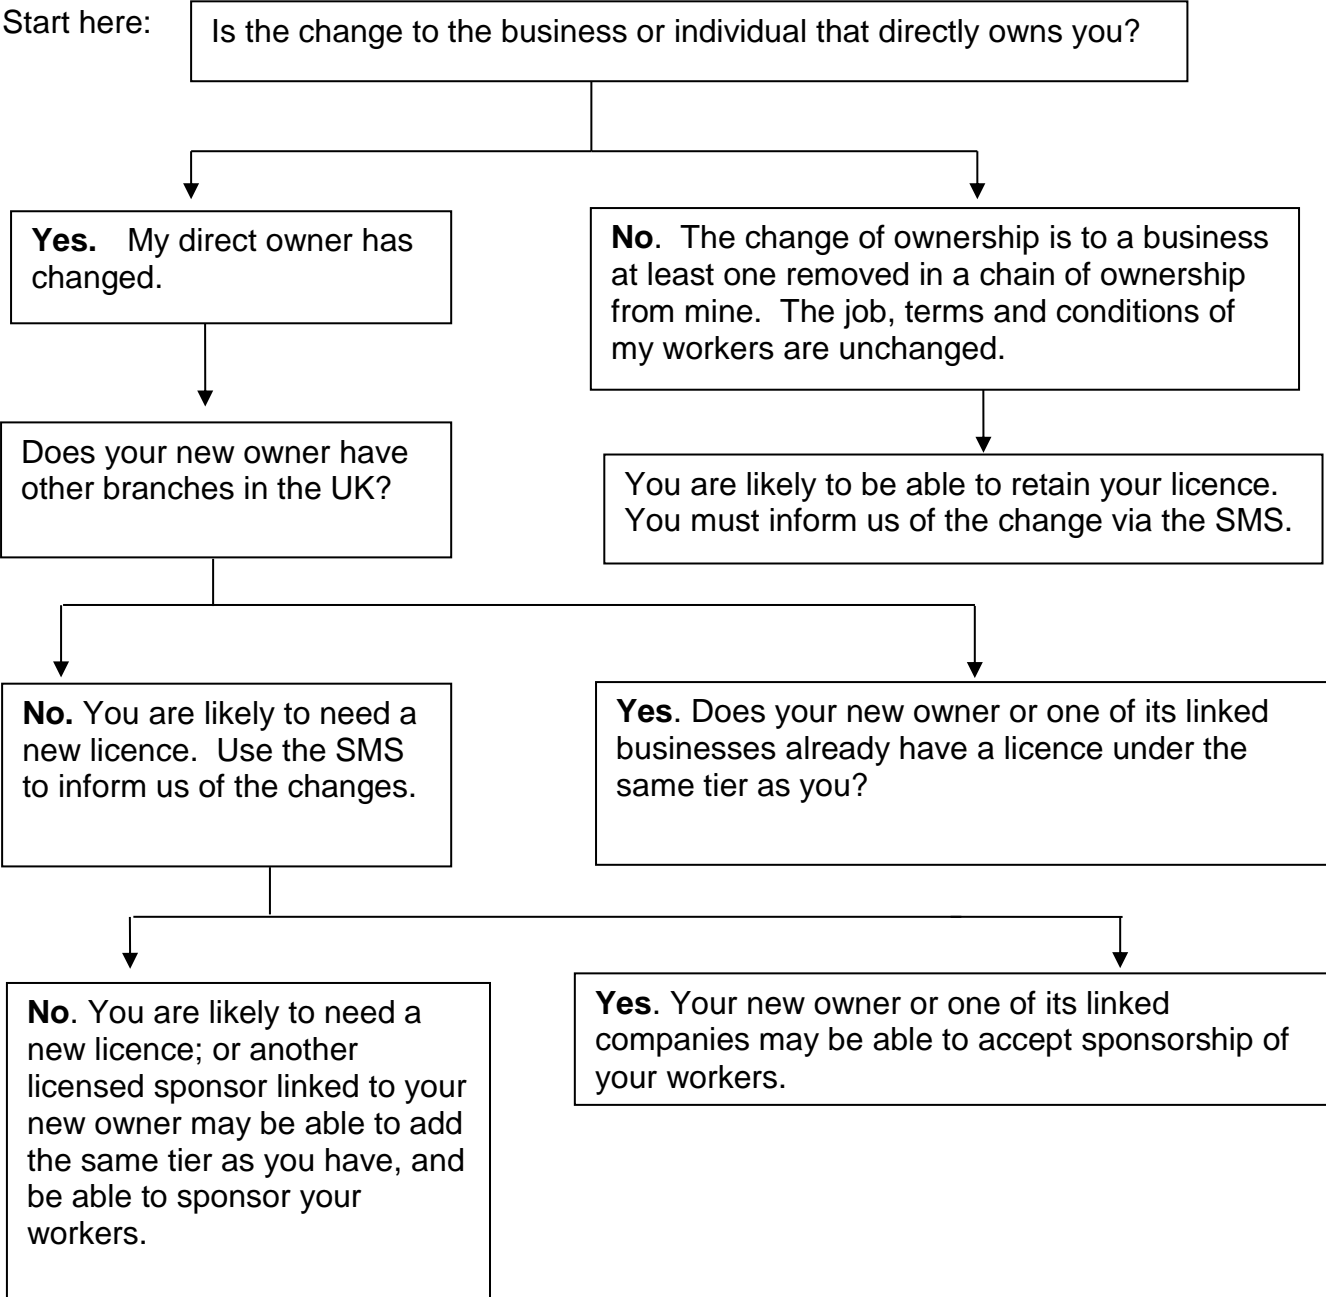 Start here:
Is the change to the business or individual that directly owns you?
Yes. My direct owner has
changed.
No. The change of ownership is to a business
at least one removed in a chain of ownership
from mine. The job, terms and conditions of
my workers are unchanged.
Does your new owner have
other branches in the UK?
You are likely to be able to retain your licence.
You must inform us of the change via the SMS.
No. You are likely to need a
new licence. Use the SMS
to inform us of the changes.
Yes. Does your new owner or one of its linked
businesses already have a licence under the
same tier as you?
No. You are likely to need a
new licence; or another
licensed sponsor linked to your
new owner may be able to add
the same tier as you have, and
be able to sponsor your
workers.
Yes. Your new owner or one of its linked
companies may be able to accept sponsorship of
your workers.